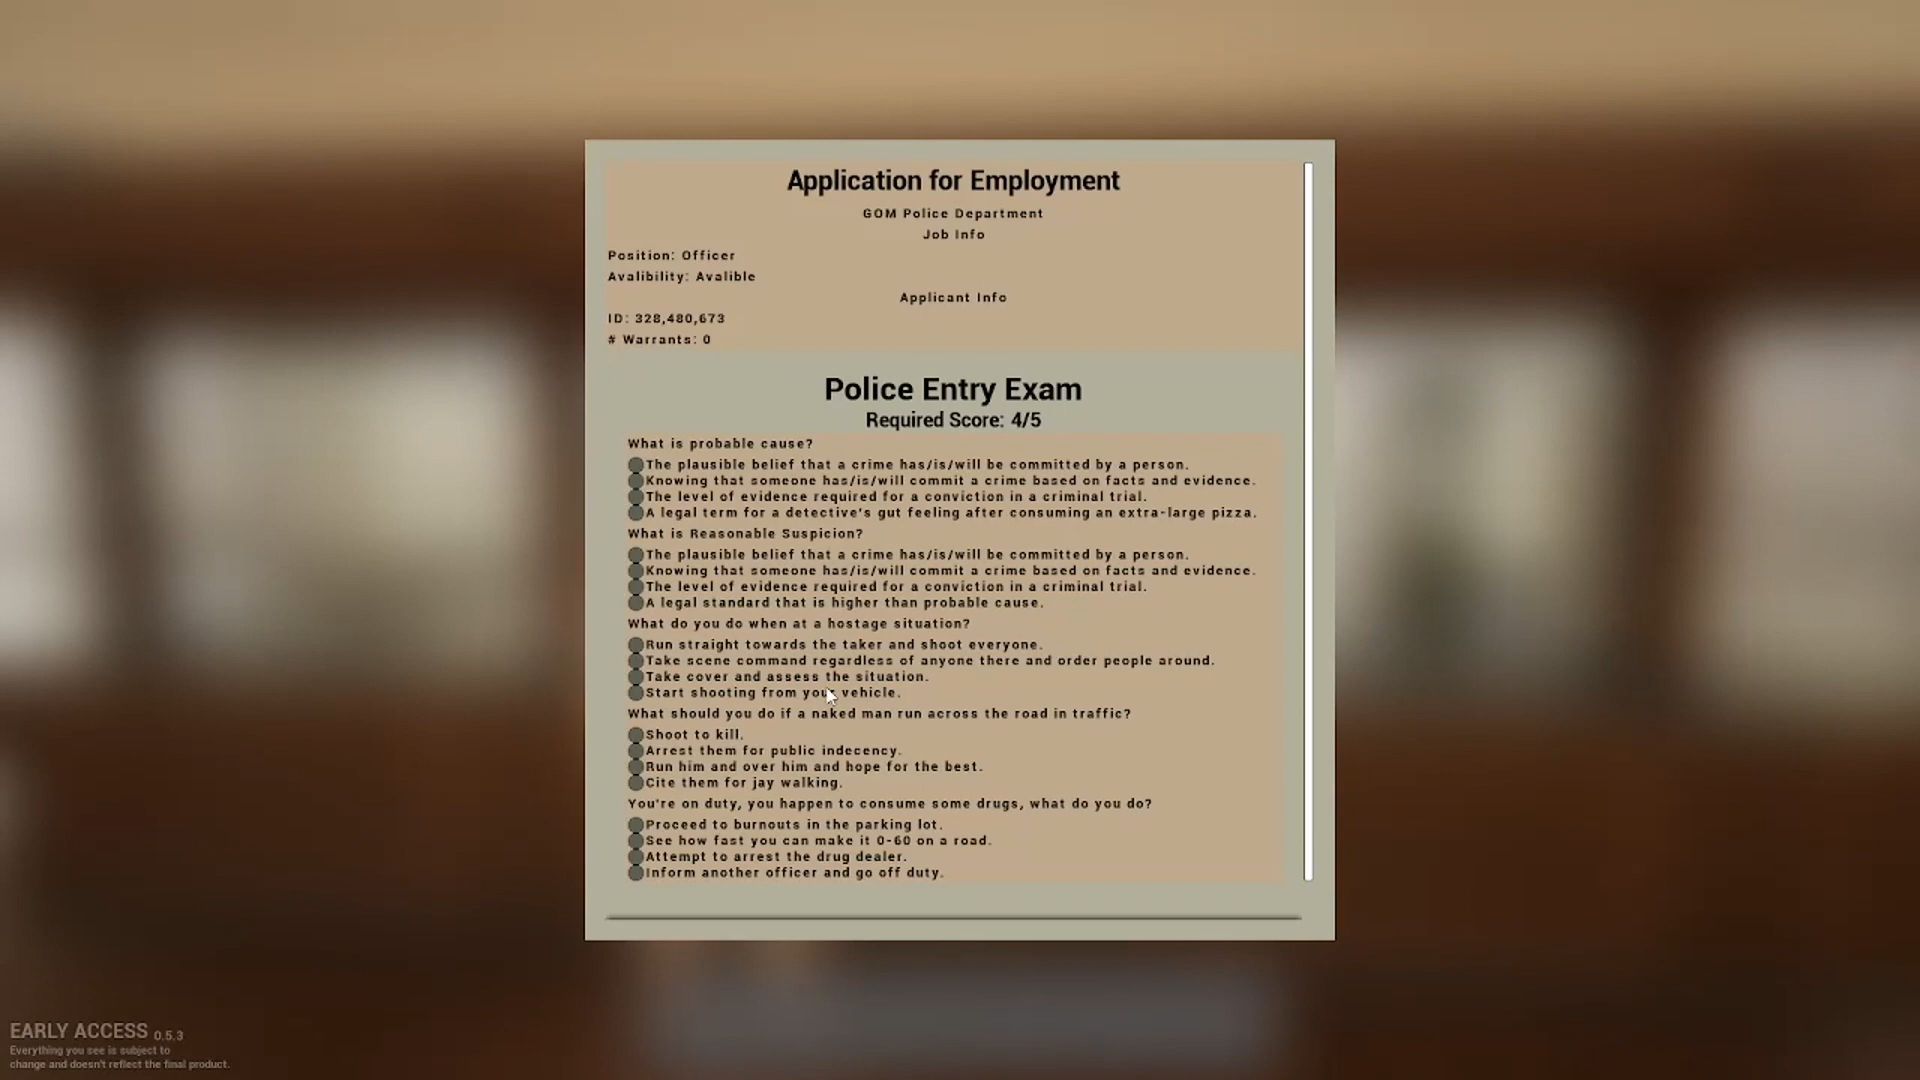 Application for Employment
GOM Police Department
Job Info
Position: Officer
Avalibility: Avalible
Applicant Info
ID: 328,480,673
# Warrants: 0
Police Entry Exam
Required Score: 4/5
What is probable cause?
The plausible belief that a crime has/is/will be committed by a person.
Knowing that someone has/is/will commit a crime based on facts and evidence.
The level of evidence required for a conviction in a criminal trial.
A legal term for a detective's gut feeling after consuming an extra-large pizza.
What is Reasonable Suspicion?
The plausible belief that a crime has/is/will be committed by a person.
Knowing that someone has/is/will commit a crime based on facts and evidence.
The level of evidence required for a conviction in a criminal trial.
A legal standard that is higher than probable cause.
What do you do when at a hostage situation?
Run straight towards the taker and shoot everyone.
Take scene command regardless of anyone there and order people around.
Take cover and assess the situation.
Start shooting from your vehicle.
What should you do if a naked man run across the road in traffic?
Shoot to kill.
Arrest them for public indecency.
Run him and over him and hope for the best.
Cite them for jay walking.
You're on duty, you happen to consume some drugs, what do you do?
Proceed to burnouts in the parking lot.
See how fast you can make it 0-60 on a road.
Attempt to arrest the drug dealer.
Inform another officer and go off duty.
EARLY ACCESS 0.5.3
Everything you see is subject to
change and doesn't reflect the final product.